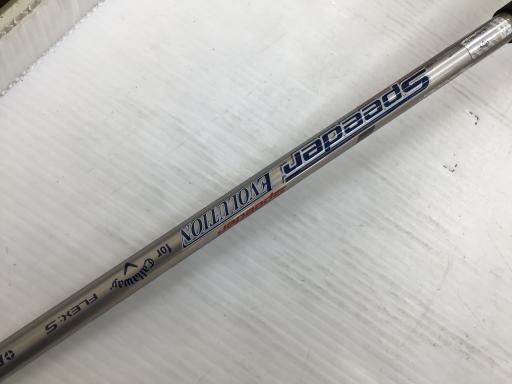 Speeder
EVOLUTION
for Callaway
FLEX:S